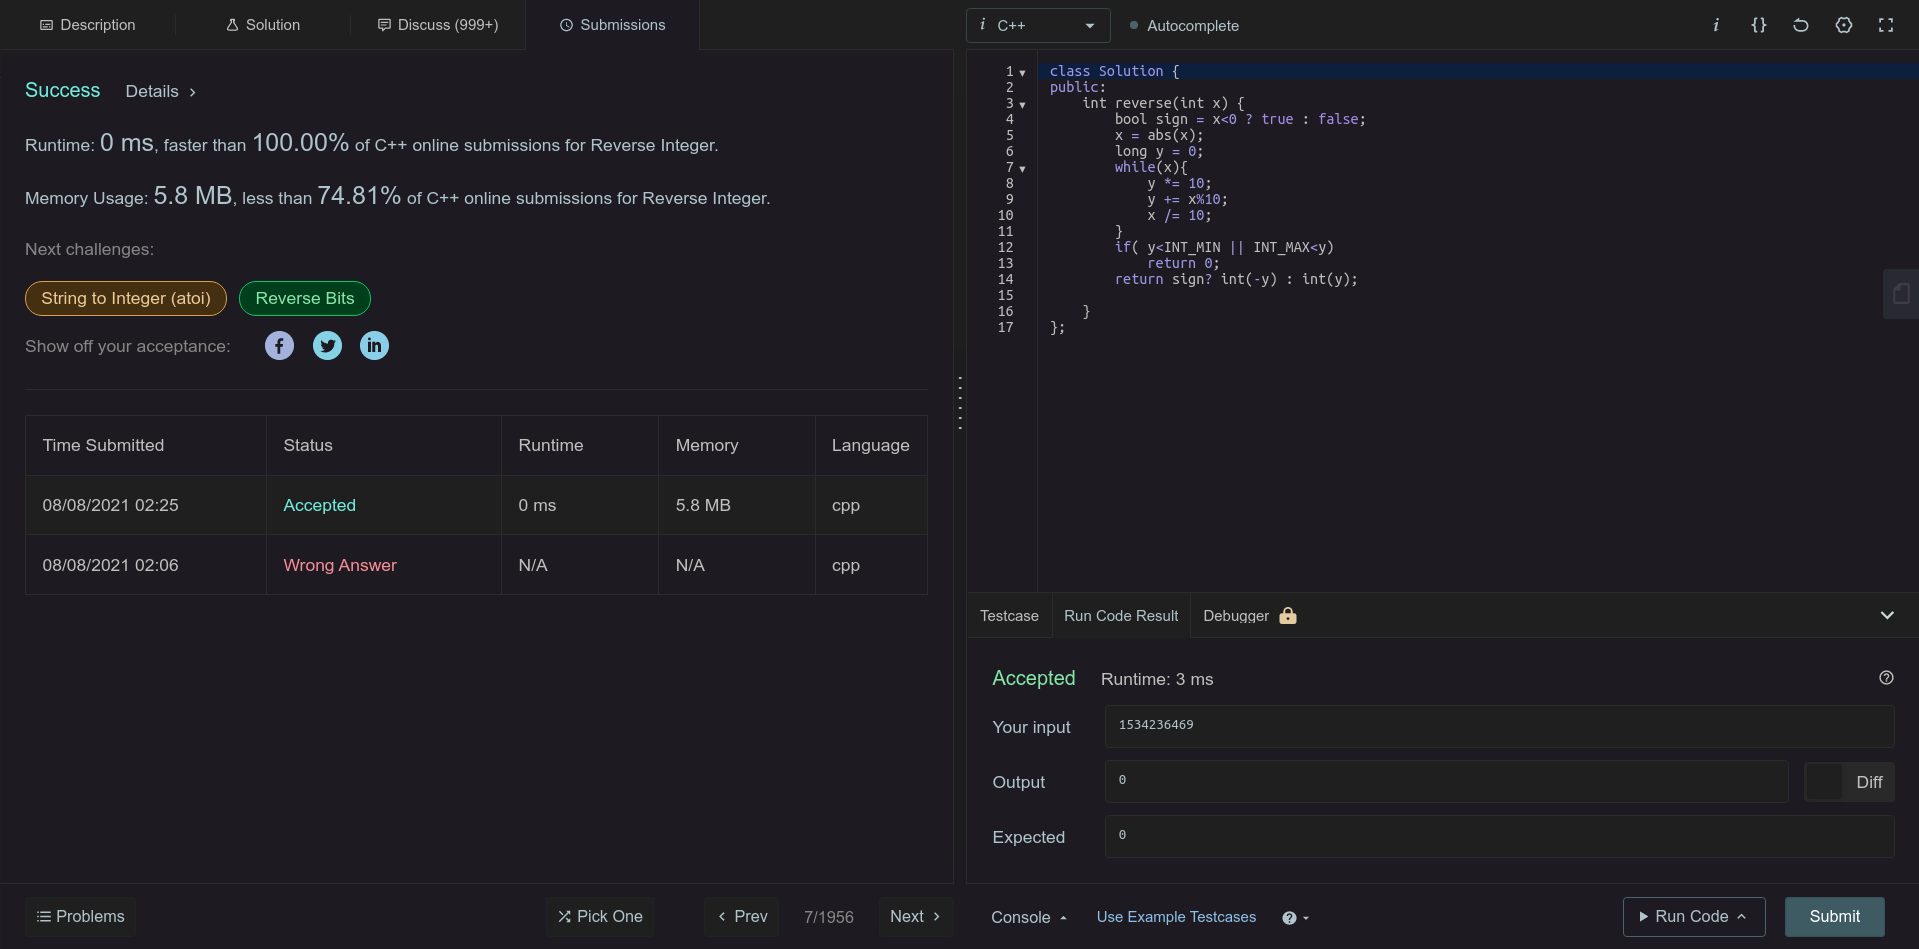 Description
Solution
Discuss (999+)
Submissions
i C++
Autocomplete
i {}
Success Details >
Runtime: 0 ms, faster than 100.00% of C++ online submissions for Reverse Integer.
Memory Usage: 5.8 MB, less than 74.81% of C++ online submissions for Reverse Integer.
Next challenges:
String to Integer (atoi) Reverse Bits
Show off your acceptance:
Time Submitted Status Runtime Memory Language
08/08/2021 02:25 Accepted 0 ms 5.8 MB cpp
08/08/2021 02:06 Wrong Answer N/A N/A cpp
1 class Solution {
2 public:
3     int reverse(int x) {
4         bool sign = x<0 ? true : false;
5         x = abs(x);
6         long y = 0;
7         while(x){
8             y *= 10;
9             y += x%10;
10             x /= 10;
11         }
12         if( y<INT_MIN || INT_MAX<y)
13             return 0;
14         return sign? int(-y) : int(y);
15
16     }
17 };
Testcase Run Code Result Debugger
Accepted Runtime: 3 ms
Your input 1534236469
Output 0 Diff
Expected 0
Problems Pick One < Prev 7/1956 Next >
Console Use Example Testcases Run Code Submit